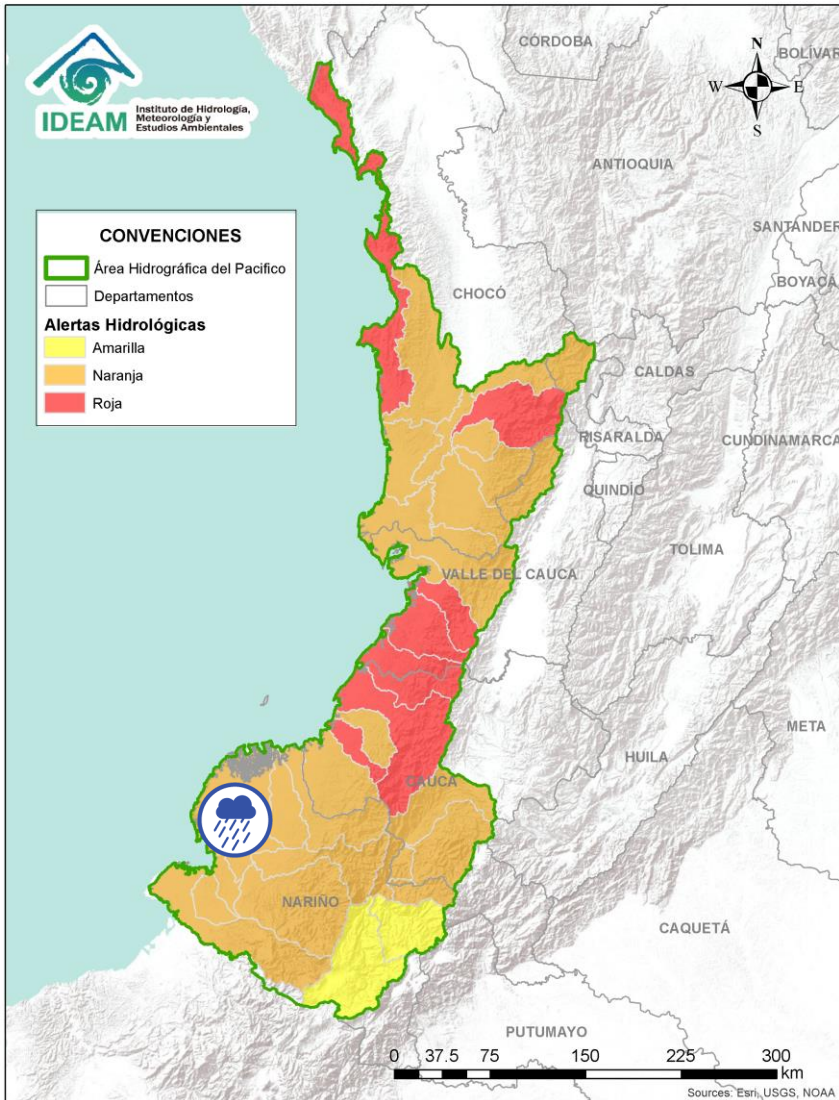 IDEAM
Instituto de Hidrología,
Meteorología y
Estudios Ambientales
N
W
E
S
CÓRDOBA
BOLÍVAR
ANTIOQUIA
SANTANDER
BOYACÁ
CHOCÓ
CALDAS
RISARALDA
CUNDINAMARCA
QUINDÍO
TOLIMA
VALLE DEL CAUCA
META
HUILA
CAUCA
NARIÑO
CAQUETÁ
PUTUMAYO
CONVENCIONES
Área Hidrográfica del Pacifico
Departamentos
Alertas Hidrológicas
Amarilla
Naranja
Roja
0 37.5 75 150 225 300
km
Sources: Esri, USGS, NOAA